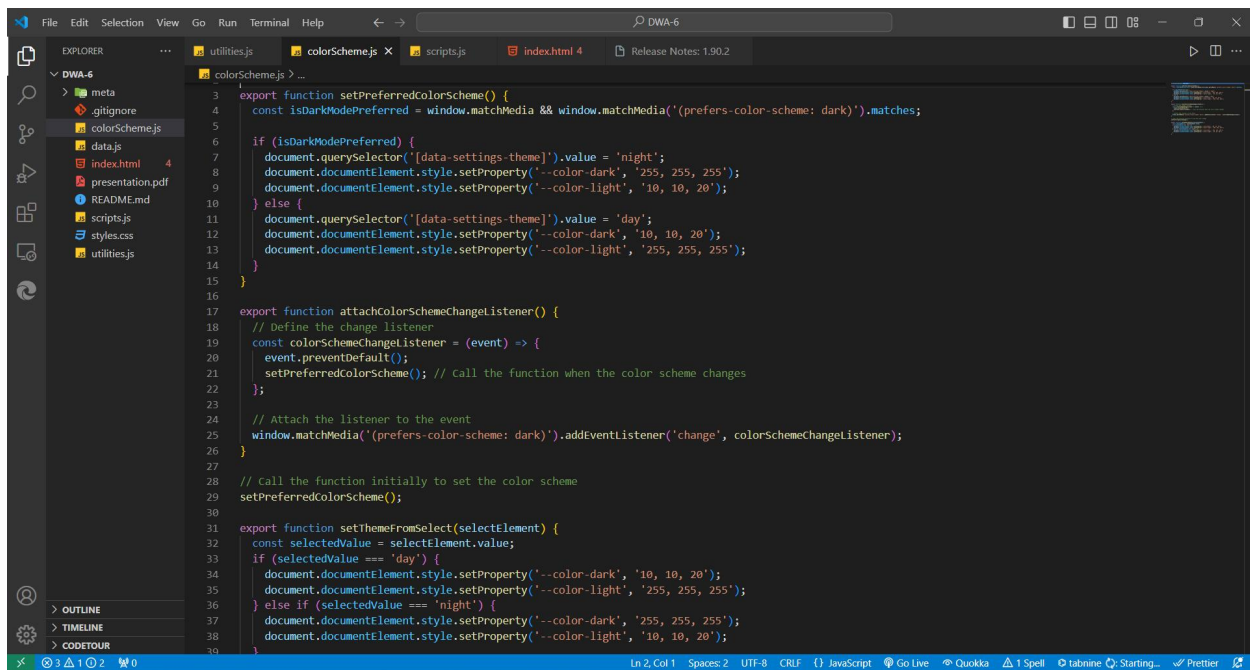 File Edit Selection View Go Run Terminal Help
DWA-6
EXPLORER
utilities.js
colorScheme.js
scripts.js
index.html 4
Release Notes: 1.90.2
DWA-6
meta
.gitignore
colorScheme.js
data.js
index.html 4
presentation.pdf
README.md
scripts.js
styles.css
utilities.js
OUTLINE
TIMELINE
CODETOUR
colorScheme.js > ...
3 export function setPreferredColorScheme() {
4 const isDarkModePreferred = window.matchMedia && window.matchMedia('(prefers-color-scheme: dark)').matches;
5
6 if (isDarkModePreferred) {
7 document.querySelector('[data-settings-theme]').value = 'night';
8 document.documentElement.style.setProperty('--color-dark', '255, 255, 255');
9 document.documentElement.style.setProperty('--color-light', '10, 10, 20');
10 } else {
11 document.querySelector('[data-settings-theme]').value = 'day';
12 document.documentElement.style.setProperty('--color-dark', '10, 10, 20');
13 document.documentElement.style.setProperty('--color-light', '255, 255, 255');
14 }
15 }
16
17 export function attachColorSchemeChangeListener() {
18 // Define the change listener
19 const colorSchemeChangeListener = (event) => {
20 event.preventDefault();
21 setPreferredColorScheme(); // Call the function when the color scheme changes
22 };
23
24 // Attach the listener to the event
25 window.matchMedia('(prefers-color-scheme: dark)').addEventListener('change', colorSchemeChangeListener);
26 }
27
28 // Call the function initially to set the color scheme
29 setPreferredColorScheme();
30
31 export function setThemeFromSelect(selectElement) {
32 const selectedValue = selectElement.value;
33 if (selectedValue === 'day') {
34 document.documentElement.style.setProperty('--color-dark', '10, 10, 20');
35 document.documentElement.style.setProperty('--color-light', '255, 255, 255');
36 } else if (selectedValue === 'night') {
37 document.documentElement.style.setProperty('--color-dark', '255, 255, 255');
38 document.documentElement.style.setProperty('--color-light', '10, 10, 20');
39 }
3 1 2 0 Ln 2, Col 1 Spaces: 2 UTF-8 CRLF {} JavaScript Go Live Quokka 1 Spell tabnine Starting... Prettier